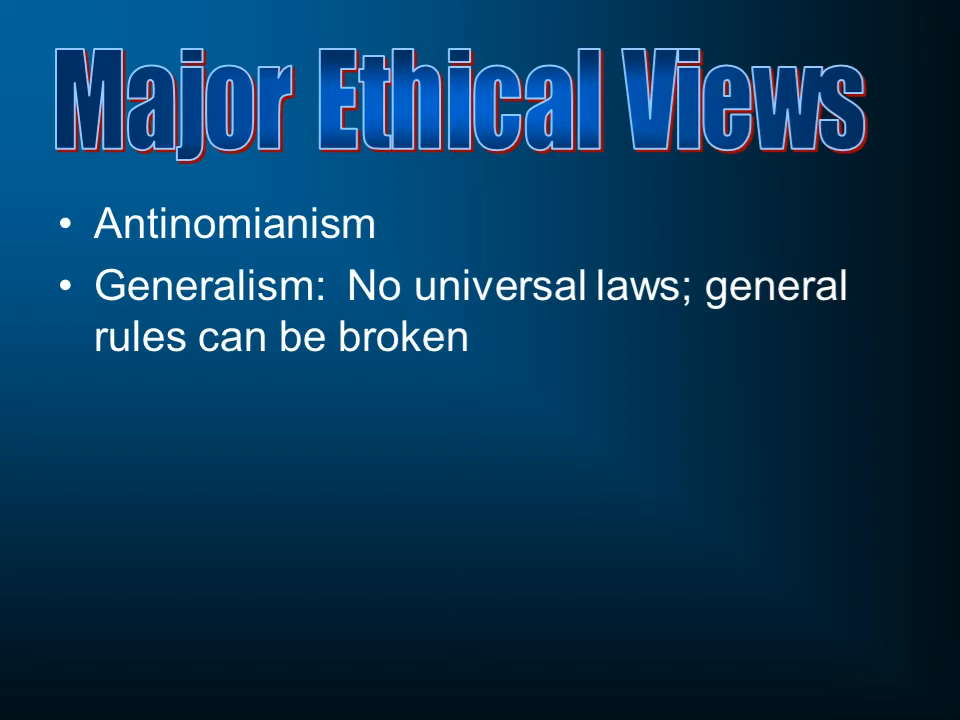 Major Ethical Views
• Antinomianism
• Generalism:  No universal laws; general
rules can be broken